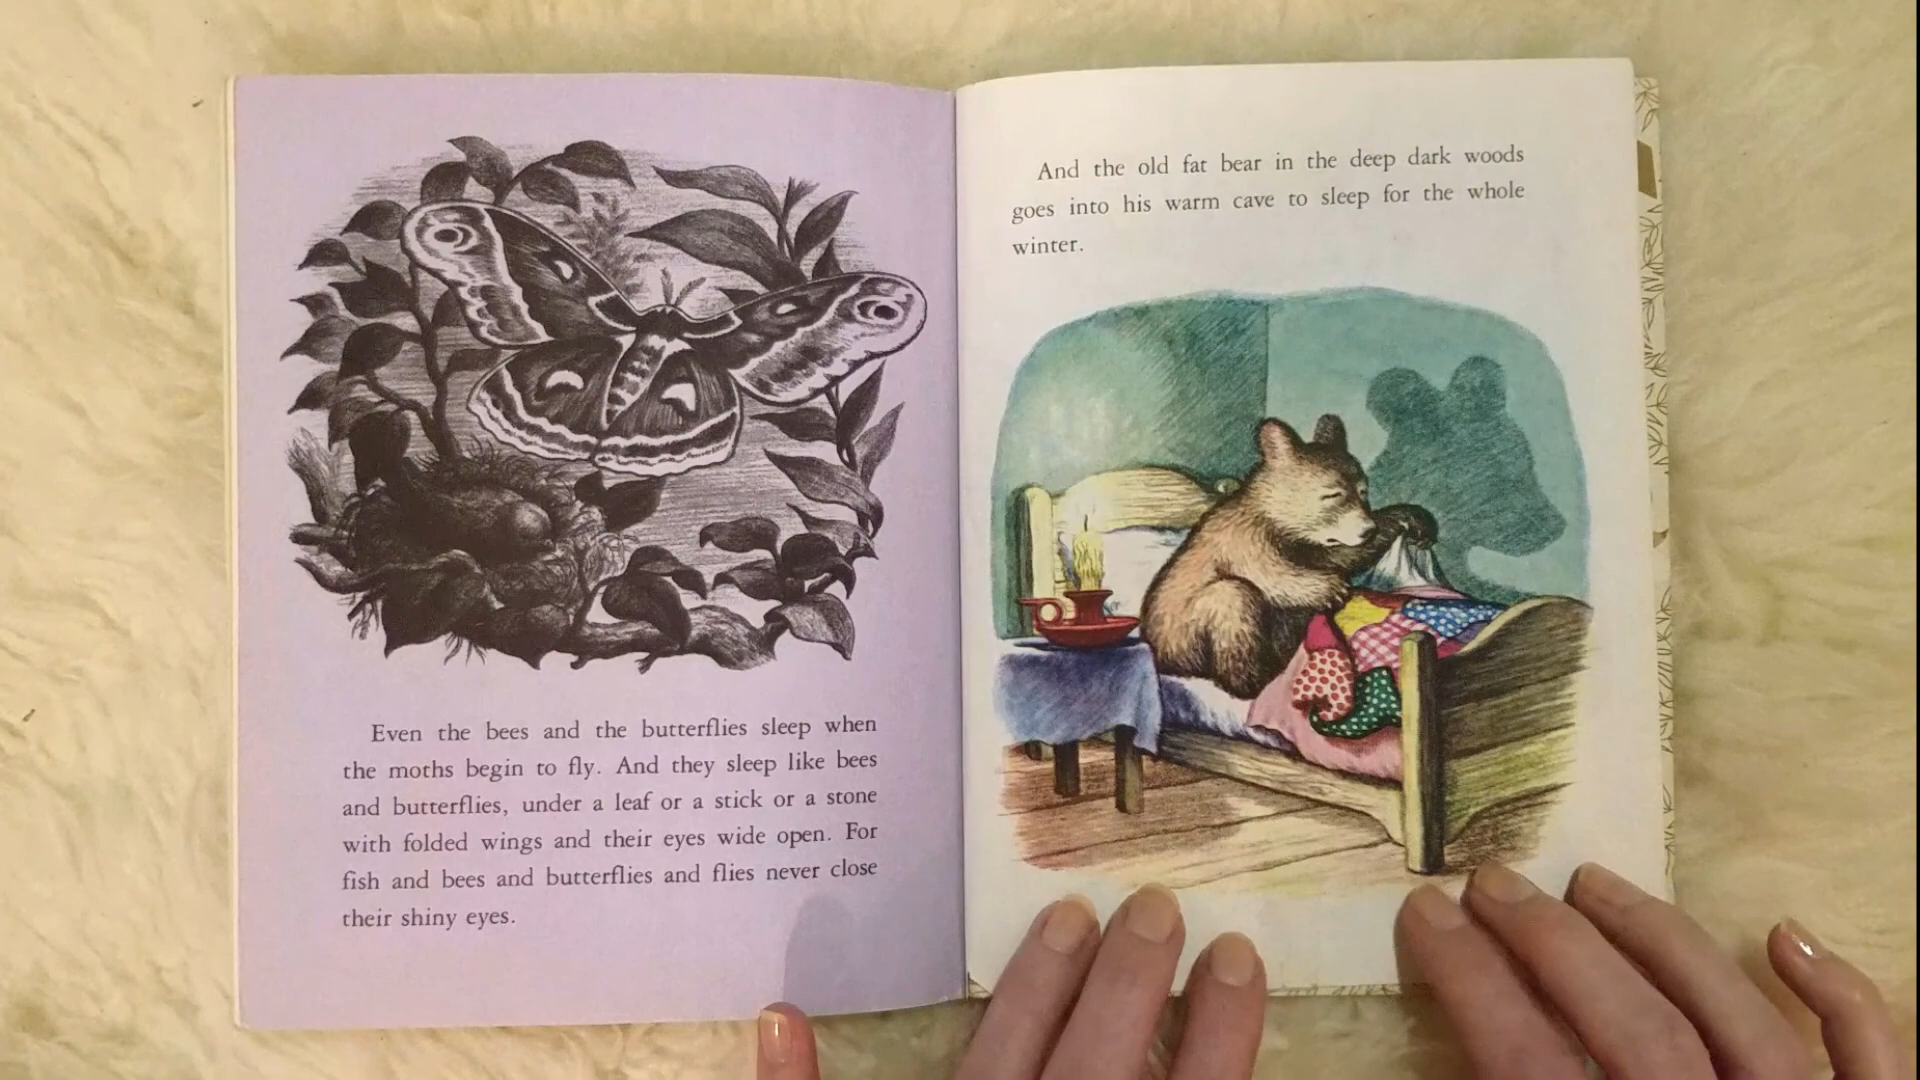 Even the bees and the butterflies sleep when
the moths begin to fly. And they sleep like bees
and butterflies, under a leaf or a stick or a stone
with folded wings and their eyes wide open. For
fish and bees and butterflies and flies never close
their shiny eyes.
And the old fat bear in the deep dark woods
goes into his warm cave to sleep for the whole
winter.